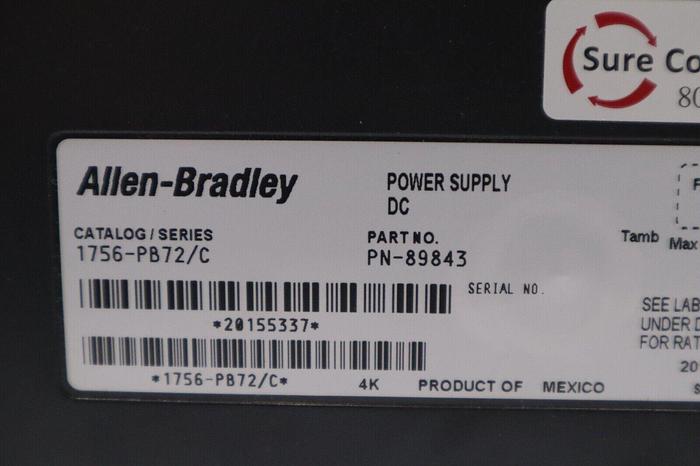 Sure Co
80
Allen-Bradley
POWER SUPPLY
DC
CATALOG / SERIES
1756-PB72/C
PART NO.
PN-89843
Tamb
Max
SERIAL NO.
*20155337*
*1756-PB72/C*
4K
PRODUCT OF MEXICO
SEE LAB
UNDER D
FOR RAT
20
S
F